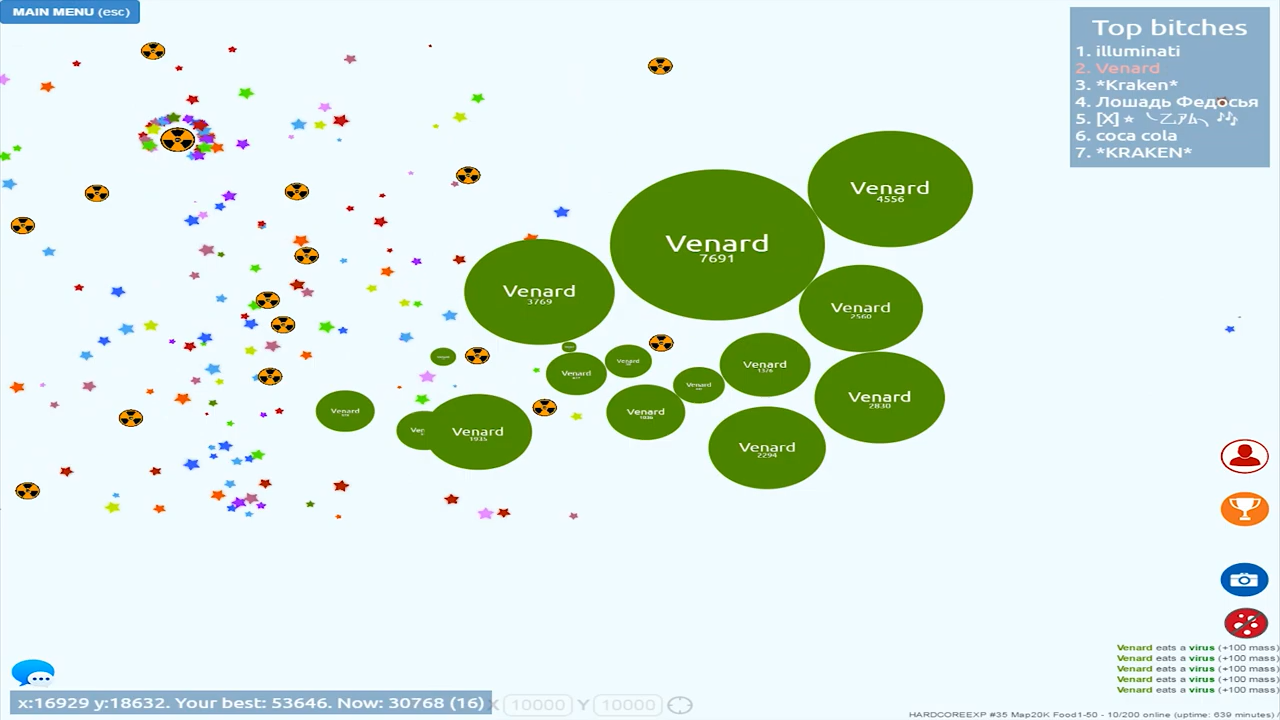 MAIN MENU (esc)
Top bitches
1. illuminati
2. Venard
3. *Kraken*
4. Лошадь Федосья
5. [X]
6. coca cola
7. *KRAKEN*
Venard
4556
Venard
7691
Venard
3769
Venard
2560
Venard
Venard
1376
Venard
Venard
2830
Venard
Venard
Venard
Venard
1935
Venard
2294
Venard eats a virus (+100 mass)
Venard eats a virus (+100 mass)
Venard eats a virus (+100 mass)
Venard eats a virus (+100 mass)
Venard eats a virus (+100 mass)
x:16929 y:18632. Your best: 53646. Now: 30768 (16)
X 10000 Y 10000
HARDCOREEXP #35 Map20K Food1-50 - 10/200 online (uptime: 639 minutes) /